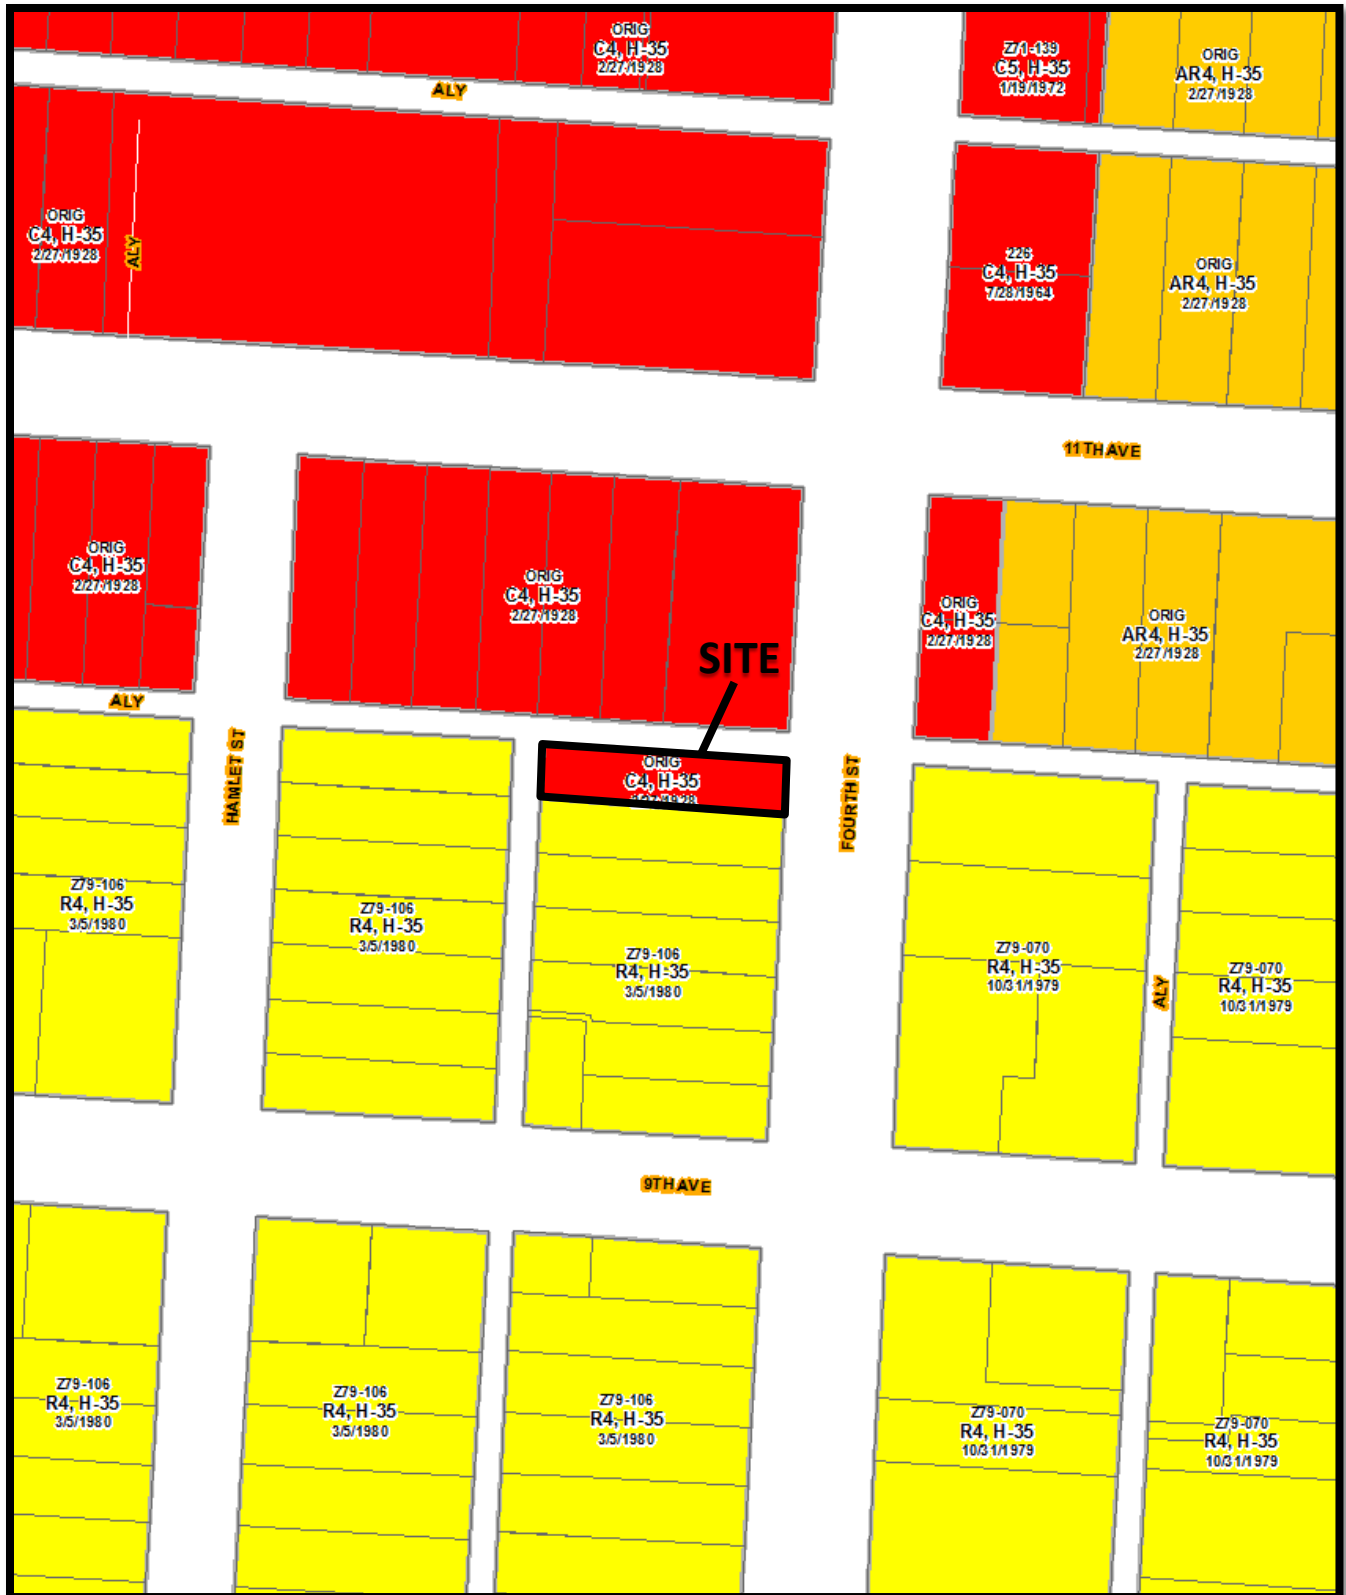 ORIG
C4, H-35
2/27/1928
Z71-139
C5, H-35
1/19/1972
ORIG
AR4, H-35
2/27/1928
ALY
ORIG
C4, H-35
2/27/1928
ALY
226
C4, H-35
7/28/1964
ORIG
AR4, H-35
2/27/1928
11TH AVE
ORIG
C4, H-35
2/27/1928
ORIG
C4, H-35
2/27/1928
ORIG
C4, H-35
2/27/1928
ORIG
AR4, H-35
2/27/1928
SITE
ALY
HAMLET ST
ORIG
C4, H-35
2/27/1928
FOURTH ST
Z79-106
R4, H-35
3/5/1980
Z79-106
R4, H-35
3/5/1980
Z79-106
R4, H-35
3/5/1980
Z79-070
R4, H-35
10/31/1979
ALY
Z79-070
R4, H-35
10/31/1979
9TH AVE
Z79-106
R4, H-35
3/5/1980
Z79-106
R4, H-35
3/5/1980
Z79-106
R4, H-35
3/5/1980
Z79-070
R4, H-35
10/31/1979
Z79-070
R4, H-35
10/31/1979